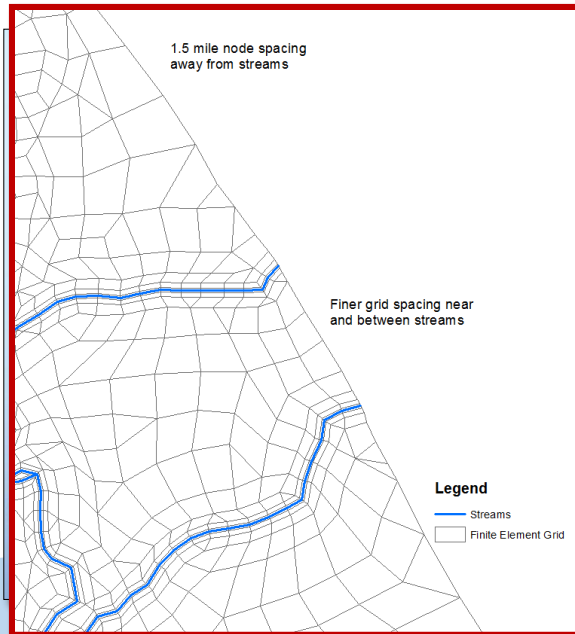 1.5 mile node spacing
away from streams
Finer grid spacing near
and between streams
Legend
Streams
Finite Element Grid